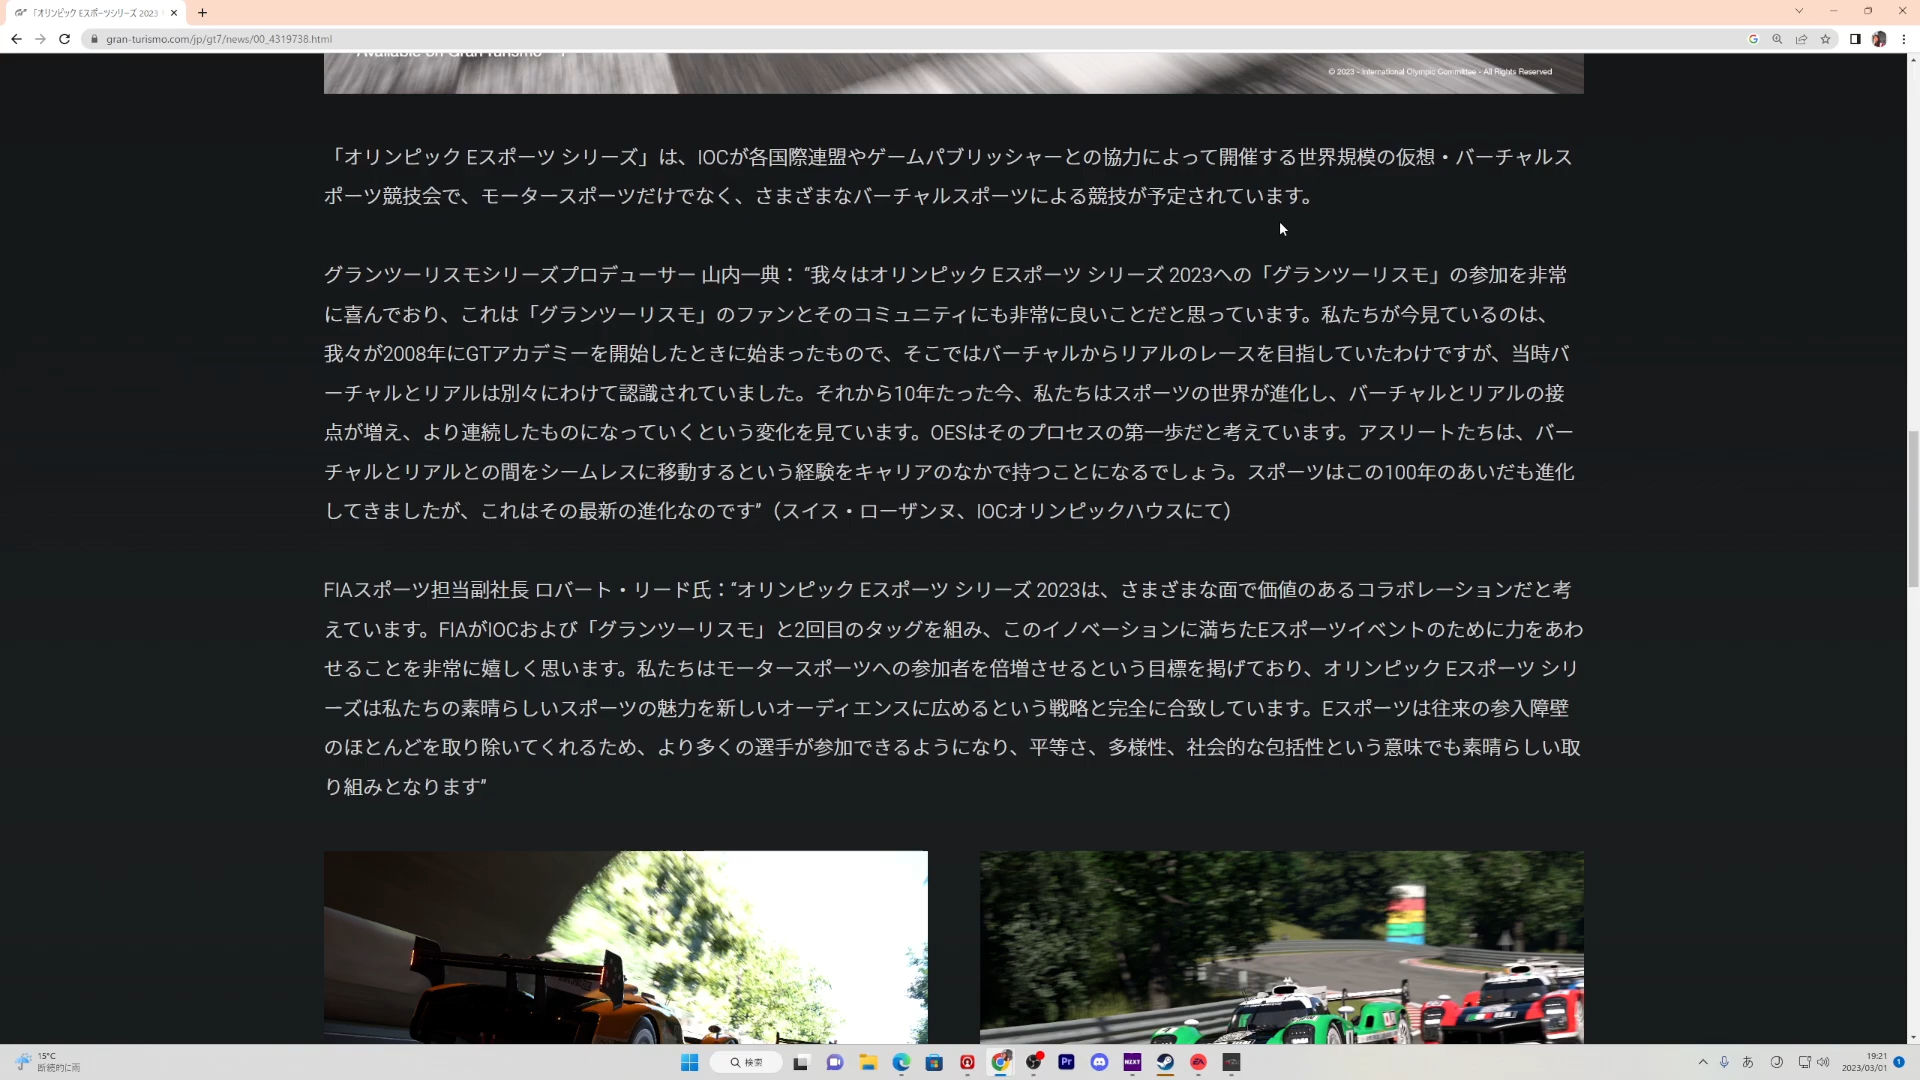 「オリンピック Eスポーツシリーズ 2023
gran-turismo.com/jp/gt7/news/00_4319738.html
© 2023 - International Olympic Committee - All Rights Reserved
「オリンピック Eスポーツ シリーズ」は、IOCが各国際連盟やゲームパブリッシャーとの協力によって開催する世界規模の仮想・バーチャルス
ポーツ競技会で、モータースポーツだけでなく、さまざまなバーチャルスポーツによる競技が予定されています。
グランツーリスモシリーズプロデューサー 山内一典： “我々はオリンピック Eスポーツ シリーズ 2023への「グランツーリスモ」の参加を非常
に喜んでおり、これは「グランツーリスモ」のファンとそのコミュニティにも非常に良いことだと思っています。私たちが今見ているのは、
我々が2008年にGTアカデミーを開始したときに始まったもので、そこではバーチャルからリアルのレースを目指していたわけですが、当時バ
ーチャルとリアルは別々にわけて認識されていました。それから10年たった今、私たちはスポーツの世界が進化し、バーチャルとリアルの接
点が増え、より連続したものになっていくという変化を見ています。OESはそのプロセスの第一歩だと考えています。アスリートたちは、バー
チャルとリアルとの間をシームレスに移動するという経験をキャリアのなかで持つことになるでしょう。スポーツはこの100年のあいだも進化
してきましたが、これはその最新の進化なのです”（スイス・ローザンヌ、IOCオリンピックハウスにて）
FIAスポーツ担当副社長 ロバート・リード氏：“オリンピック Eスポーツ シリーズ 2023は、さまざまな面で価値のあるコラボレーションだと考
えています。FIAがIOCおよび「グランツーリスモ」と2回目のタッグを組み、このイノベーションに満ちたEスポーツイベントのために力をあわ
せることを非常に嬉しく思います。私たちはモータースポーツへの参加者を倍増させるという目標を掲げており、オリンピック Eスポーツ シリ
ーズは私たちの素晴らしいスポーツの魅力を新しいオーディエンスに広めるという戦略と完全に合致しています。Eスポーツは往来の参入障壁
のほとんどを取り除いてくれるため、より多くの選手が参加できるようになり、平等さ、多様性、社会的な包括性という意味でも素晴らしい取
り組みとなります”
15°C
断続的に雨
検索
Pr
NEXT
EA
あ
19:21
2023/03/01
1